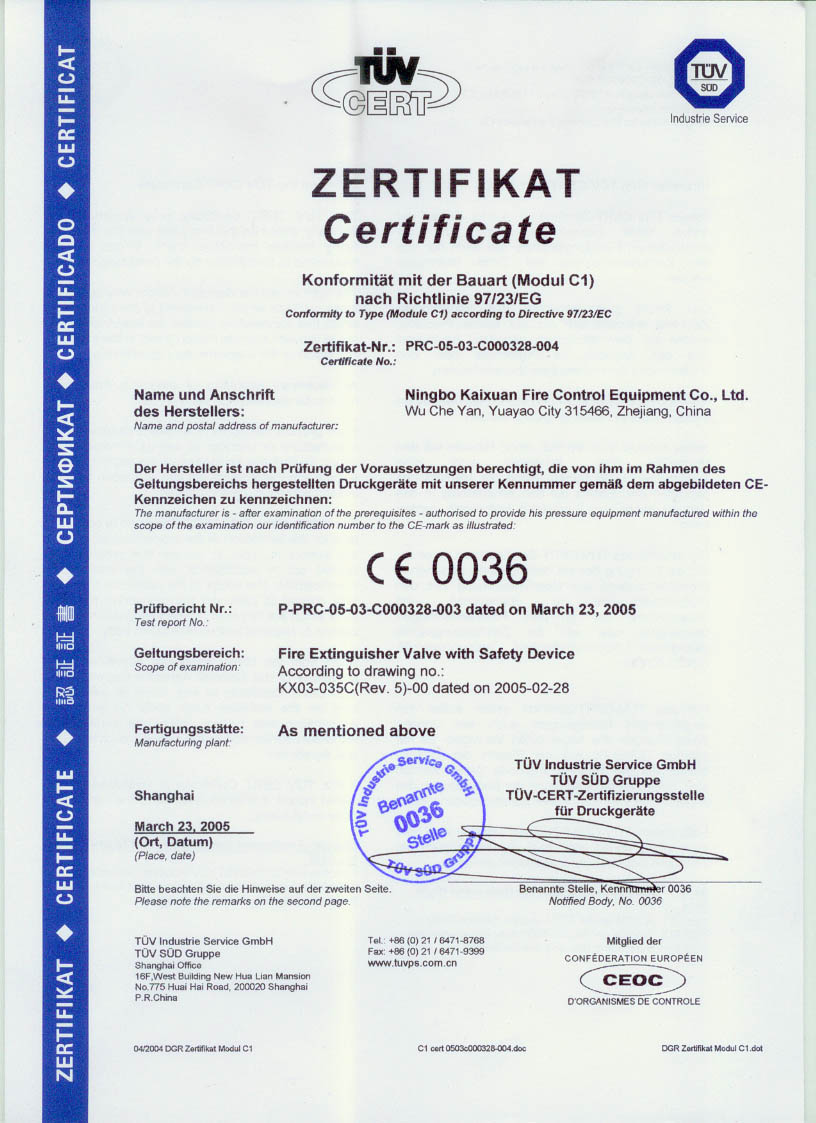 ZERTIFIKAT ◆ CERTIFICATE ◆ 認証証書 ◆ СЕРТИФИКАТ ◆ CERTIFICADO ◆ CERTIFICAT
TÜV
CERT
TÜV
SÜD
Industrie Service
ZERTIFIKAT
Certificate
Konformität mit der Bauart (Modul C1)
nach Richtlinie 97/23/EG
Conformity to Type (Module C1) according to Directive 97/23/EC
Zertifikat-Nr.: PRC-05-03-C000328-004
Certificate No.:
Name und Anschrift
des Herstellers:
Name and postal address of manufacturer:
Ningbo Kaixuan Fire Control Equipment Co., Ltd.
Wu Che Yan, Yuayao City 315466, Zhejiang, China
Der Hersteller ist nach Prüfung der Voraussetzungen berechtigt, die von ihm im Rahmen des
Geltungsbereichs hergestellten Druckgeräte mit unserer Kennummer gemäß dem abgebildeten CE-
Kennzeichen zu kennzeichnen:
The manufacturer is - after examination of the prerequisites - authorised to provide his pressure equipment manufactured within the
scope of the examination our identification number to the CE-mark as illustrated:
CE 0036
Prüfbericht Nr.: P-PRC-05-03-C000328-003 dated on March 23, 2005
Test report No.:
Geltungsbereich: Fire Extinguisher Valve with Safety Device
Scope of examination: According to drawing no.:
KX03-035C(Rev. 5)-00 dated on 2005-02-28
Fertigungsstätte: As mentioned above
Manufacturing plant:
TÜV Industrie Service GmbH
TÜV SÜD Gruppe
TÜV-CERT-Zertifizierungsstelle
für Druckgeräte
TÜV Industrie Service GmbH
Benannte
0036
Stelle
TÜV SÜD Gruppe
Shanghai
March 23, 2005
(Ort, Datum)
(Place, date)
Bitte beachten Sie die Hinweise auf der zweiten Seite.
Please note the remarks on the second page.
Benannte Stelle, Kennnummer 0036
Notified Body, No. 0036
TÜV Industrie Service GmbH
TÜV SÜD Gruppe
Shanghai Office
16F,West Building New Hua Lian Mansion
No.775 Huai Hai Road, 200020 Shanghai
P.R.China
Tel.: +86 (0) 21 / 6471-8768
Fax: +86 (0) 21 / 6471-9399
www.tuvps.com.cn
Mitglied der
CONFÉDERATION EUROPÉEN
CEOC
D'ORGANISMES DE CONTROLE
04/2004 DGR Zertifikat Modul C1
C1 cert 0503c000328-004.doc
DGR Zertifikat Modul C1.dot